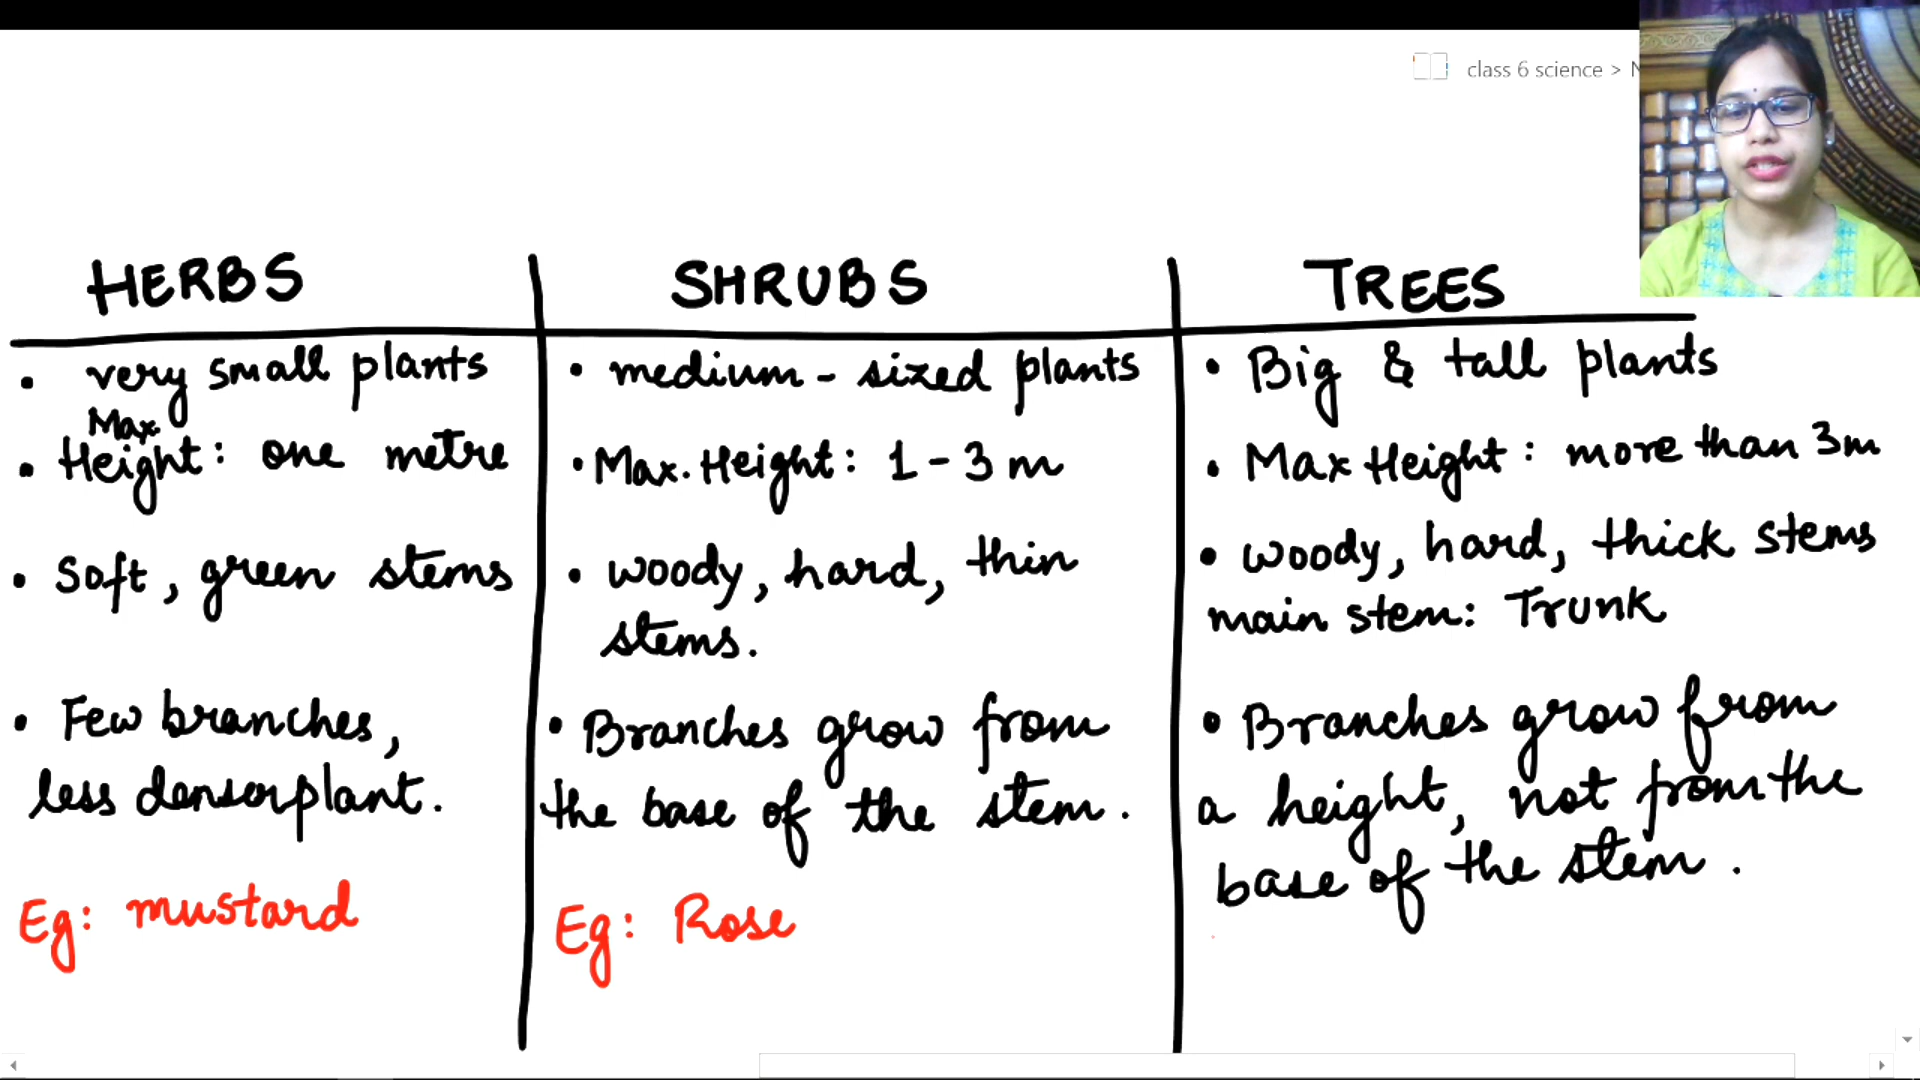 class 6 science >
HERBS
• very small plants
Max.
• Height: one metre
• Soft, green stems
• Few branches,
less denser plant.
Eg: mustard
SHRUBS
• medium-sized plants
• Max. Height: 1-3 m
• woody, hard, thin
stems.
• Branches grow from
the base of the stem.
Eg: Rose
TREES
• Big & tall plants
• Max Height: more than 3m
• woody, hard, thick stems
main stem: Trunk
• Branches grow from
a height, not from the
base of the stem.